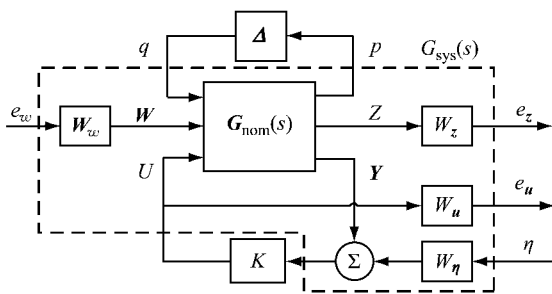 q
Δ
p
G_sys(s)
e_w
W_w
W
G_nom(s)
Z
W_z
e_z
U
Y
W_u
e_u
K
Σ
W_η
η